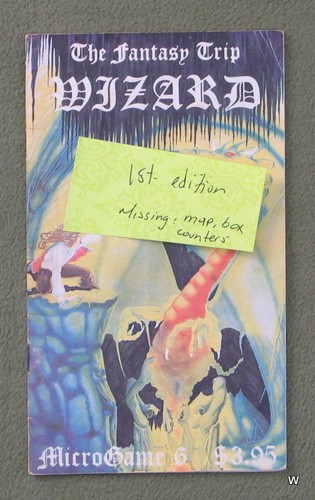 The Fantasy Trip
WIZARD
1st edition
Missing: map, box
counters
MicroGame 6 $3.95
W